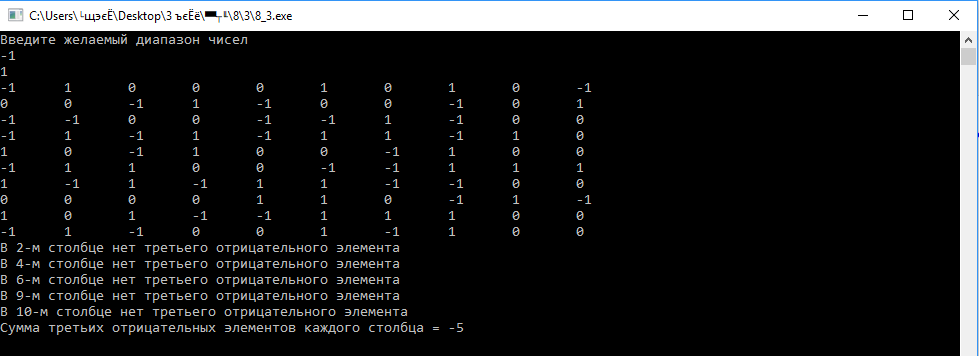 C:\Users\└щэєЁ\Desktop\3 ъєЁё\▀┬╙\8\3\8_3.exe
Введите желаемый диапазон чисел
-1
1
-1 1 0 0 0 1 0 1 0 -1
0 0 -1 1 -1 0 0 -1 0 1
-1 -1 0 0 -1 -1 1 -1 0 0
-1 1 -1 1 -1 1 1 -1 1 0
1 0 -1 1 0 0 -1 1 0 0
-1 1 1 0 0 -1 -1 1 1 1
1 -1 1 -1 1 1 -1 -1 0 0
0 0 0 0 1 1 0 -1 1 -1
1 0 1 -1 -1 1 1 1 0 0
-1 1 -1 0 0 1 -1 1 0 0
В 2-м столбце нет третьего отрицательного элемента
В 4-м столбце нет третьего отрицательного элемента
В 6-м столбце нет третьего отрицательного элемента
В 9-м столбце нет третьего отрицательного элемента
В 10-м столбце нет третьего отрицательного элемента
Сумма третьих отрицательных элементов каждого столбца = -5